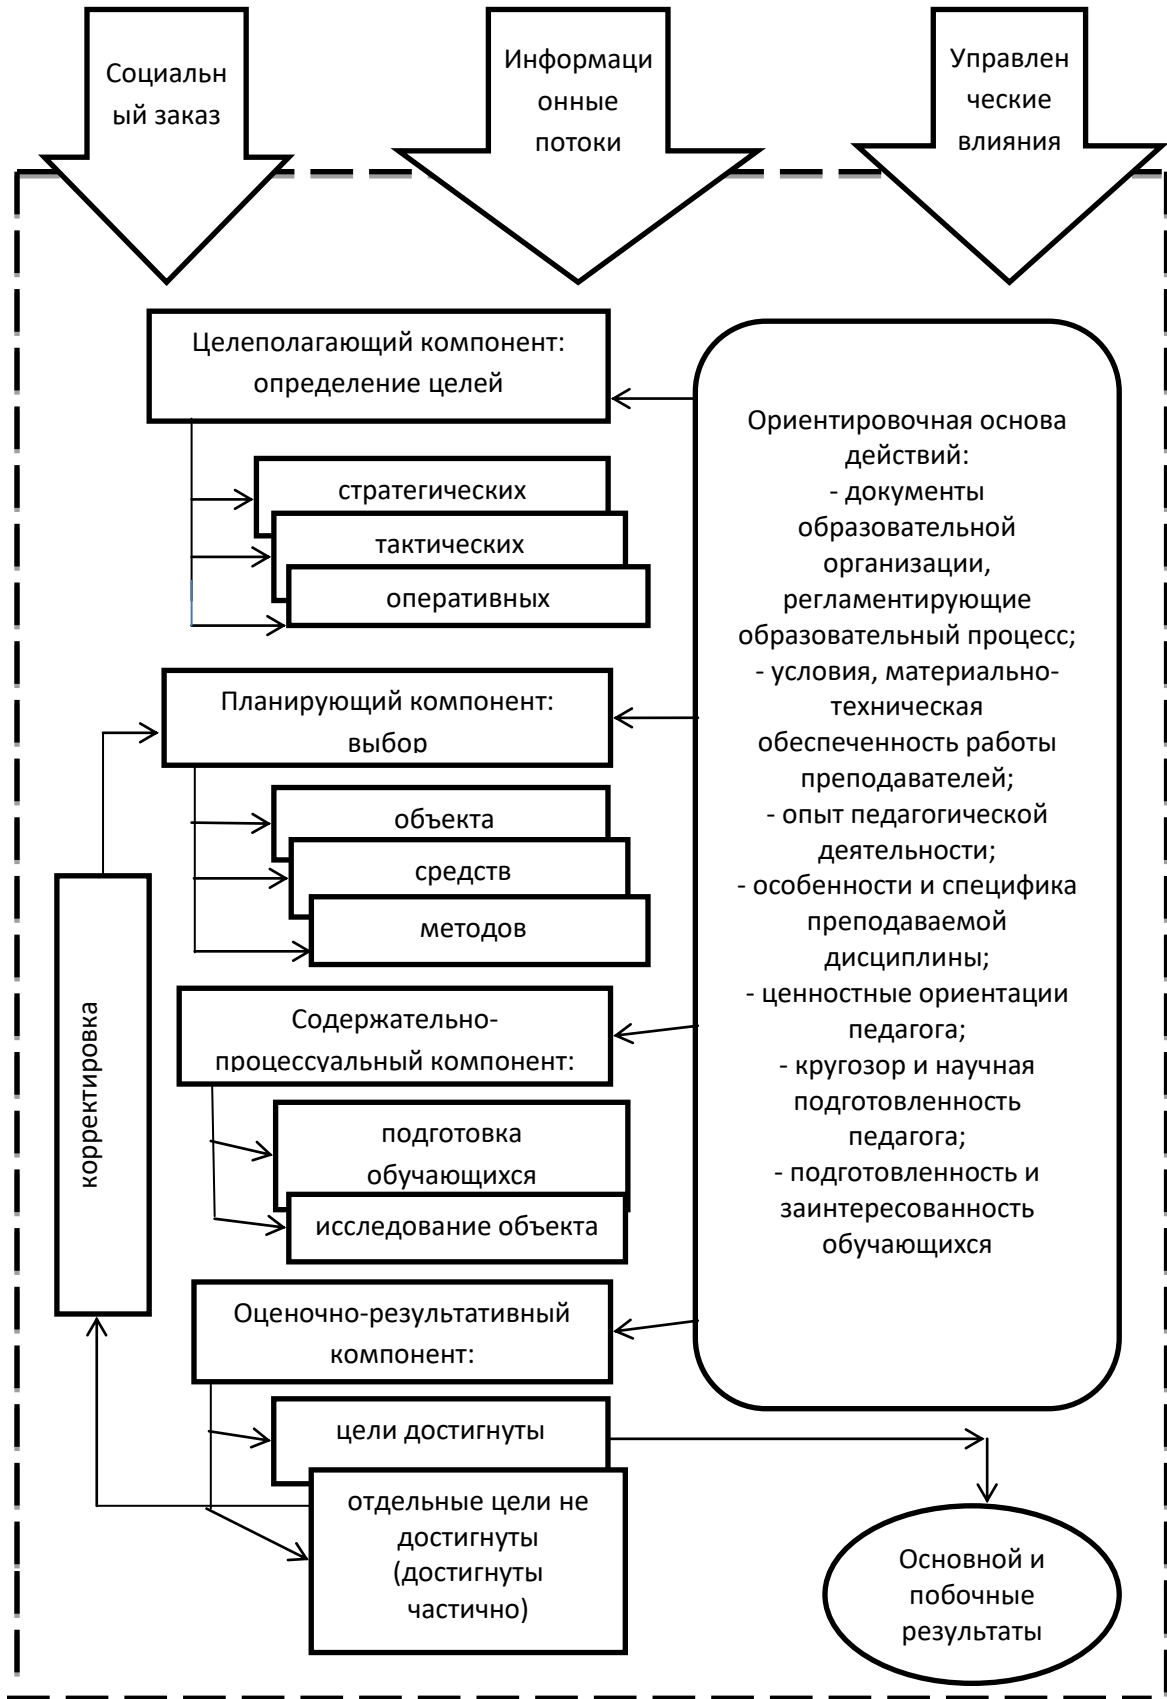 Социальн
ый заказ
Информаци
онные
потоки
Управлен
ческие
влияния
Целеполагающий компонент:
определение целей
стратегических
тактических
оперативных
Планирующий компонент:
выбор
объекта
средств
методов
Содержательно-
процессуальный компонент:
подготовка
обучающихся
исследование объекта
Оценочно-результативный
компонент:
цели достигнуты
отдельные цели не
достигнуты
(достигнуты
частично)
корректировка
Ориентировочная основа
действий:
- документы
образовательной
организации,
регламентирующие
образовательный процесс;
- условия, материально-
техническая
обеспеченность работы
преподавателей;
- опыт педагогической
деятельности;
- особенности и специфика
преподаваемой
дисциплины;
- ценностные ориентации
педагога;
- кругозор и научная
подготовленность
педагога;
- подготовленность и
заинтересованность
обучающихся
Основной и
побочные
результаты